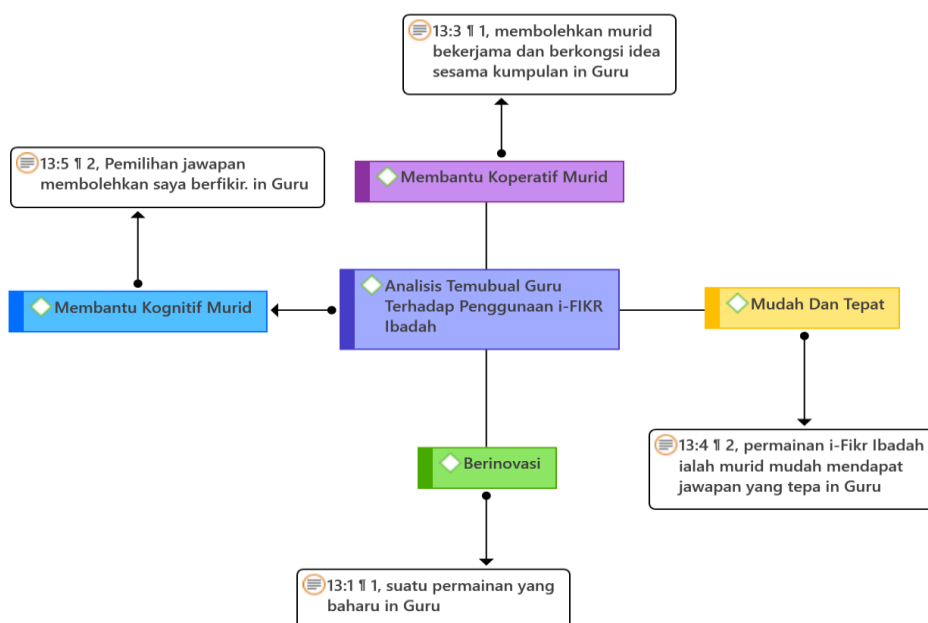 13:3 ¶ 1, membolehkan murid
bekerjama dan berkongsi idea
sesama kumpulan in Guru
13:5 ¶ 2, Pemilihan jawapan
membolehkan saya berfikir. in Guru
Membantu Koperatif Murid
Membantu Kognitif Murid
Analisis Temubual Guru
Terhadap Penggunaan i-FIKR
Ibadah
Mudah Dan Tepat
13:4 ¶ 2, permainan i-Fikr Ibadah
ialah murid mudah mendapat
jawapan yang tepa in Guru
Berinovasi
13:1 ¶ 1, suatu permainan yang
baharu in Guru